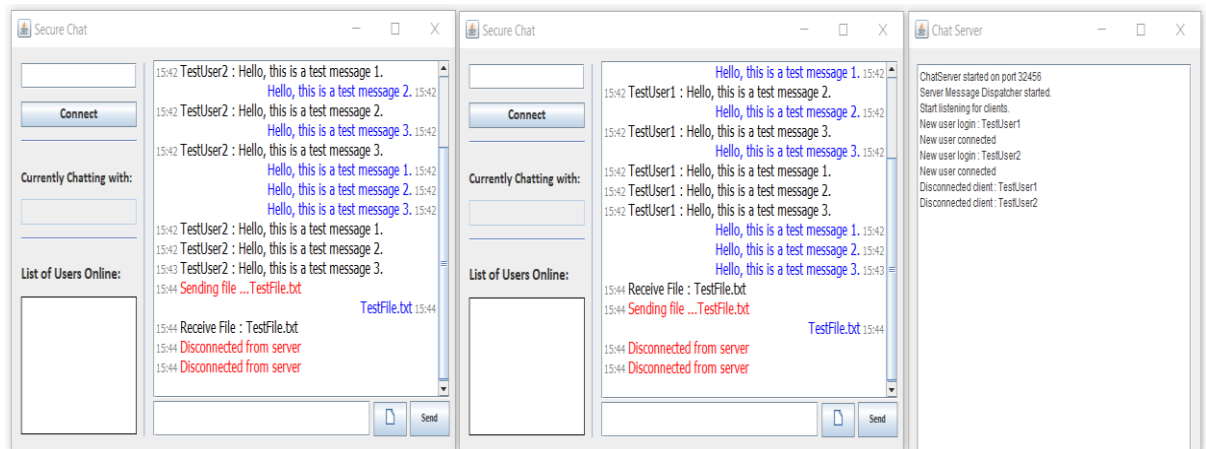 Secure Chat
Connect
Currently Chatting with:
List of Users Online:
15:42 TestUser2 : Hello, this is a test message 1.
Hello, this is a test message 2. 15:42
15:42 TestUser2 : Hello, this is a test message 2.
Hello, this is a test message 3. 15:42
15:42 TestUser2 : Hello, this is a test message 3.
Hello, this is a test message 1. 15:42
Hello, this is a test message 2. 15:42
Hello, this is a test message 3. 15:42
15:42 TestUser2 : Hello, this is a test message 1.
15:42 TestUser2 : Hello, this is a test message 2.
15:43 TestUser2 : Hello, this is a test message 3.
15:44 Sending file ...TestFile.txt
TestFile.txt 15:44
15:44 Receive File : TestFile.txt
15:44 Disconnected from server
15:44 Disconnected from server
Send
Secure Chat
Connect
Currently Chatting with:
List of Users Online:
Hello, this is a test message 1. 15:42
15:42 TestUser1 : Hello, this is a test message 2.
Hello, this is a test message 2. 15:42
15:42 TestUser1 : Hello, this is a test message 3.
Hello, this is a test message 3. 15:42
15:42 TestUser1 : Hello, this is a test message 1.
15:42 TestUser1 : Hello, this is a test message 2.
15:42 TestUser1 : Hello, this is a test message 3.
Hello, this is a test message 1. 15:42
Hello, this is a test message 2. 15:42
Hello, this is a test message 3. 15:43
15:44 Receive File : TestFile.txt
15:44 Sending file ...TestFile.txt
TestFile.txt 15:44
15:44 Disconnected from server
15:44 Disconnected from server
Send
Chat Server
ChatServer started on port 32456
Server Message Dispatcher started.
Start listening for clients.
New user login : TestUser1
New user connected
New user login : TestUser2
New user connected
Disconnected client : TestUser1
Disconnected client : TestUser2